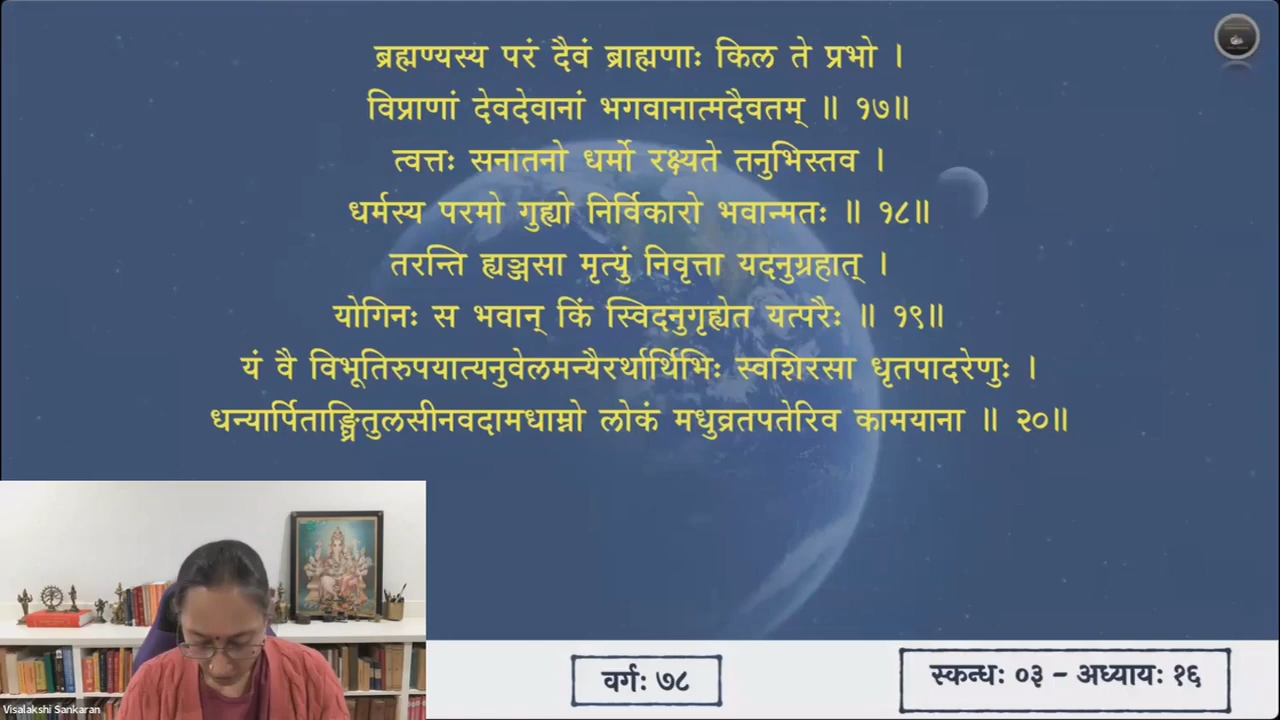 ब्रह्मण्यस्य परं दैवं ब्राह्मणाः किल ते प्रभो ।
विप्राणां देवदेवानां भगवानात्मदैवतम् ॥ १७॥
त्वत्तः सनातनो धर्मो रक्ष्यते तनुभिस्तव ।
धर्मस्य परमो गुह्यो निर्विकारो भवान्मतः ॥ १८॥
तरन्ति ह्यञ्जसा मृत्युं निवृत्ता यदनुग्रहात् ।
योगिनः स भवान् किं स्विदनुगृह्येत यत्परैः ॥ १९॥
यं वै विभूतिरुपयात्यनुवेलमन्यैरर्थार्थिभिः स्वशिरसा धृतपादरेणुः ।
धन्यार्पिताङ्घ्रितुलसीनवदामधाम्नो लोकं मधुव्रतपतेरिव कामयाना ॥ २०॥
वर्गः ७८
स्कन्धः ०३ - अध्यायः १६
Visalakshi Sankaran